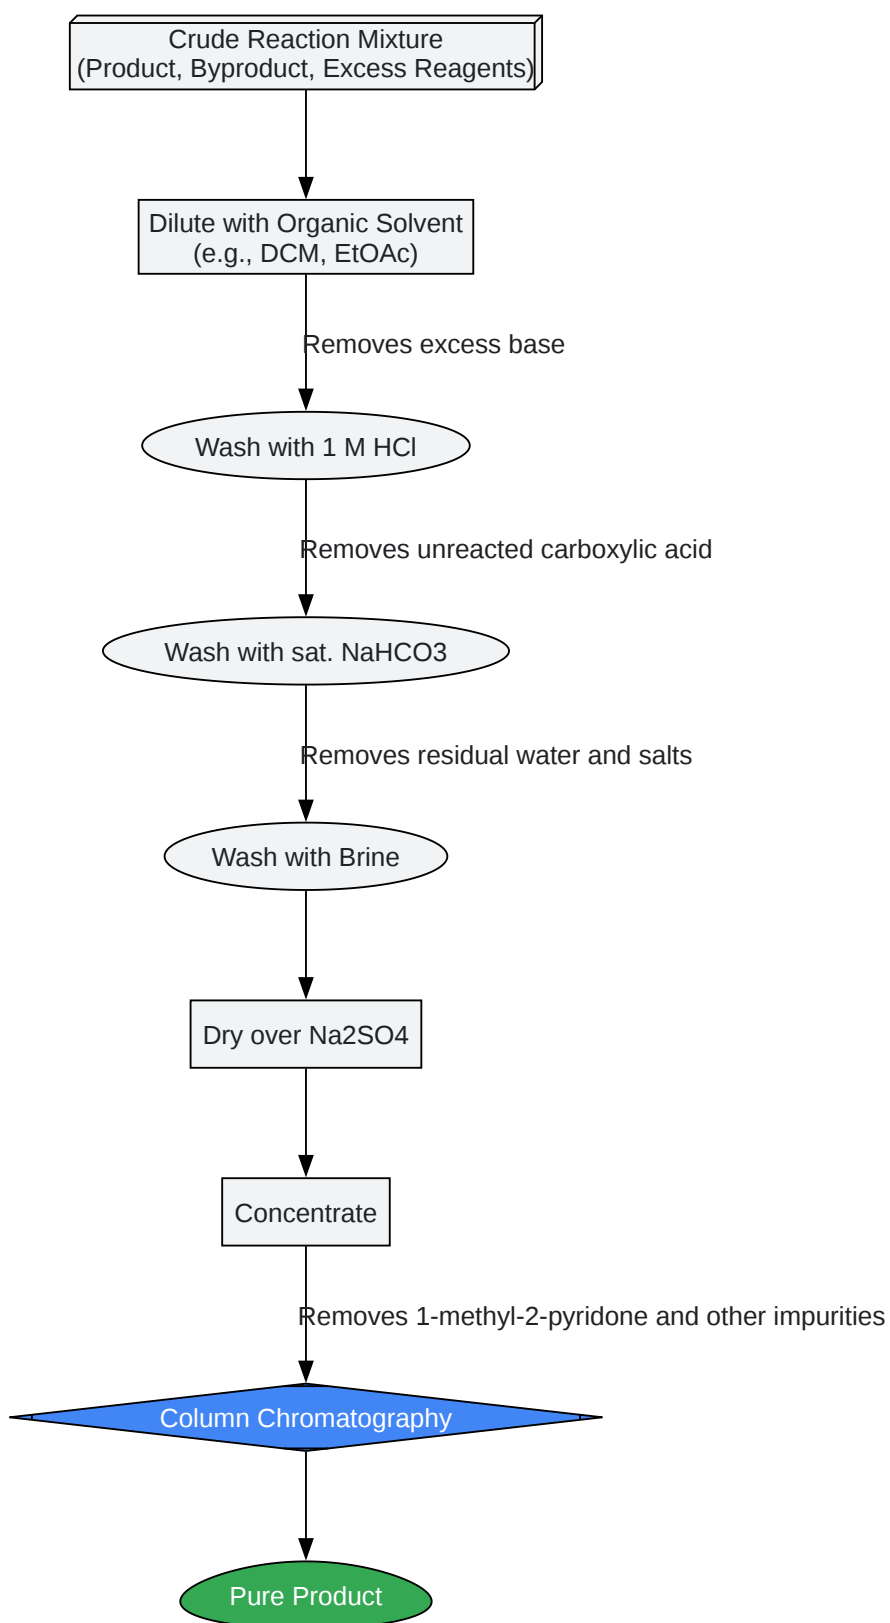 Crude Reaction Mixture
(Product, Byproduct, Excess Reagents)
Dilute with Organic Solvent
(e.g., DCM, EtOAc)
Removes excess base
Wash with 1 M HCl
Removes unreacted carboxylic acid
Wash with sat. NaHCO3
Removes residual water and salts
Wash with Brine
Dry over Na2SO4
Concentrate
Removes 1-methyl-2-pyridone and other impurities
Column Chromatography
Pure Product